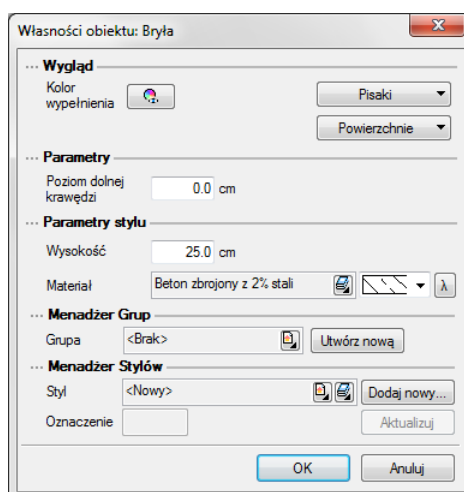 Własności obiektu: Bryła
Wygląd
Kolor wypełnienia
Pisaki
Powierzchnie
Parametry
Poziom dolnej krawędzi
0.0 cm
Parametry stylu
Wysokość 25.0 cm
Materiał Beton zbrojony z 2% stali λ
Menadżer Grup
Grupa <Brak> Utwórz nową
Menadżer Stylów
Styl <Nowy> Dodaj nowy...
Oznaczenie Aktualizuj
OK Anuluj